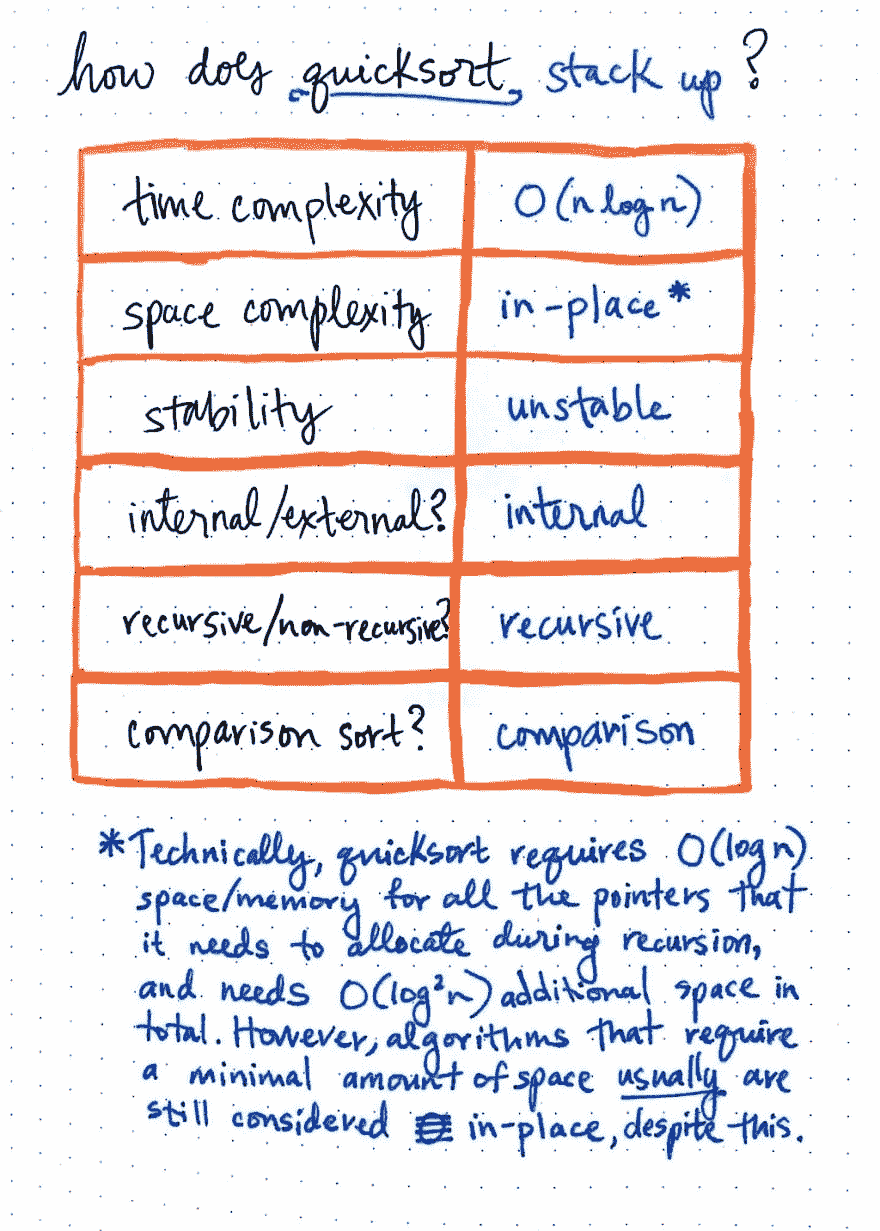 how does quicksort stack up?
time complexity O(n log n)
space complexity in-place*
stability unstable
internal/external? internal
recursive/non-recursive? recursive
comparison sort? comparison
*Technically, quicksort requires O(log n)
space/memory for all the pointers that
it needs to allocate during recursion,
and needs O(log²n) additional space in
total. However, algorithms that require
a minimal amount of space usually are
still considered in-place, despite this.